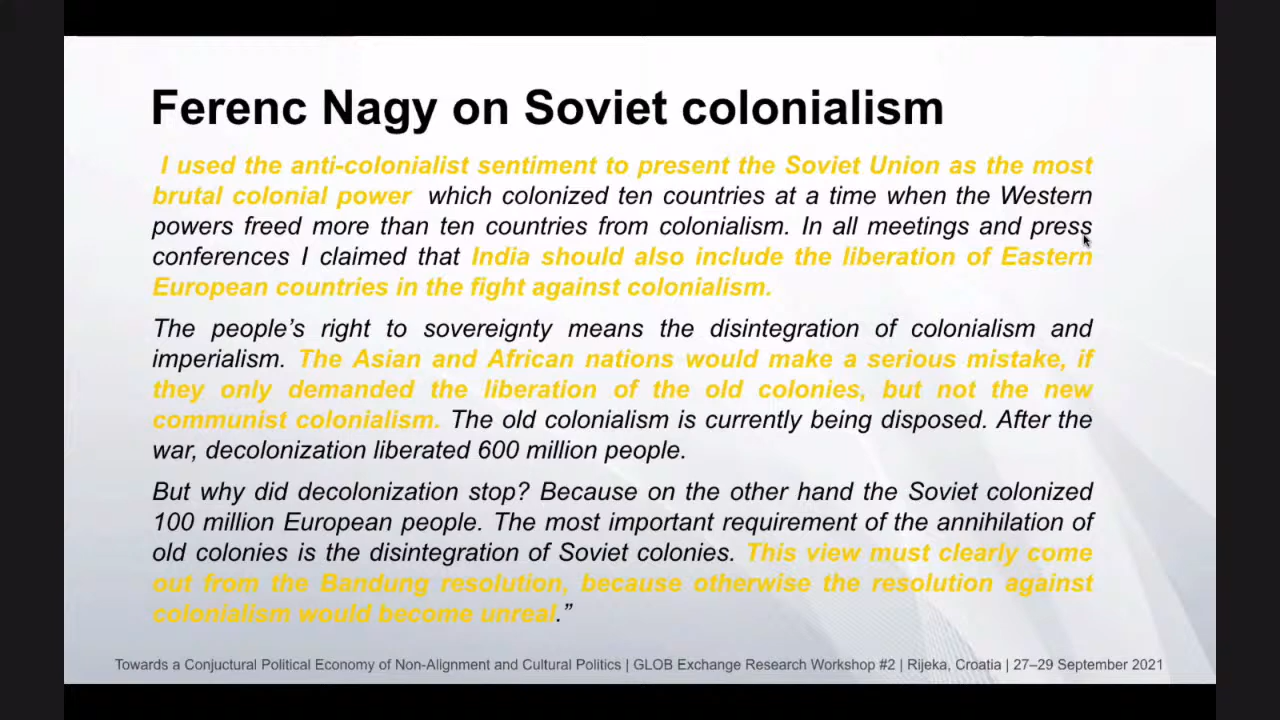 Ferenc Nagy on Soviet colonialism
I used the anti-colonialist sentiment to present the Soviet Union as the most
brutal colonial power which colonized ten countries at a time when the Western
powers freed more than ten countries from colonialism. In all meetings and press
conferences I claimed that India should also include the liberation of Eastern
European countries in the fight against colonialism.
The people's right to sovereignty means the disintegration of colonialism and
imperialism. The Asian and African nations would make a serious mistake, if
they only demanded the liberation of the old colonies, but not the new
communist colonialism. The old colonialism is currently being disposed. After the
war, decolonization liberated 600 million people.
But why did decolonization stop? Because on the other hand the Soviet colonized
100 million European people. The most important requirement of the annihilation of
old colonies is the disintegration of Soviet colonies. This view must clearly come
out from the Bandung resolution, because otherwise the resolution against
colonialism would become unreal.”
Towards a Conjuctural Political Economy of Non-Alignment and Cultural Politics | GLOB Exchange Research Workshop #2 | Rijeka, Croatia | 27–29 September 2021